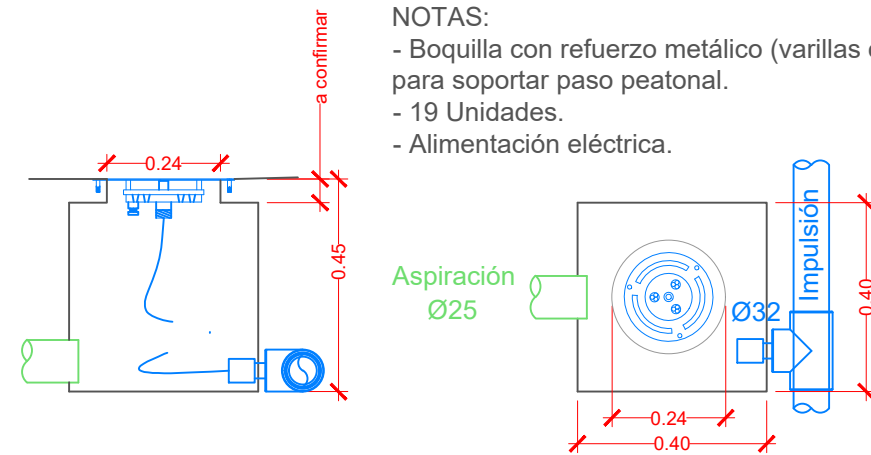 NOTAS:
- Boquilla con refuerzo metálico (varillas
para soportar paso peatonal.
- 19 Unidades.
- Alimentación eléctrica.
a confirmar
0.24
0.45
Aspiración
Ø25
Impulsión
Ø32
0.40
0.24
0.40